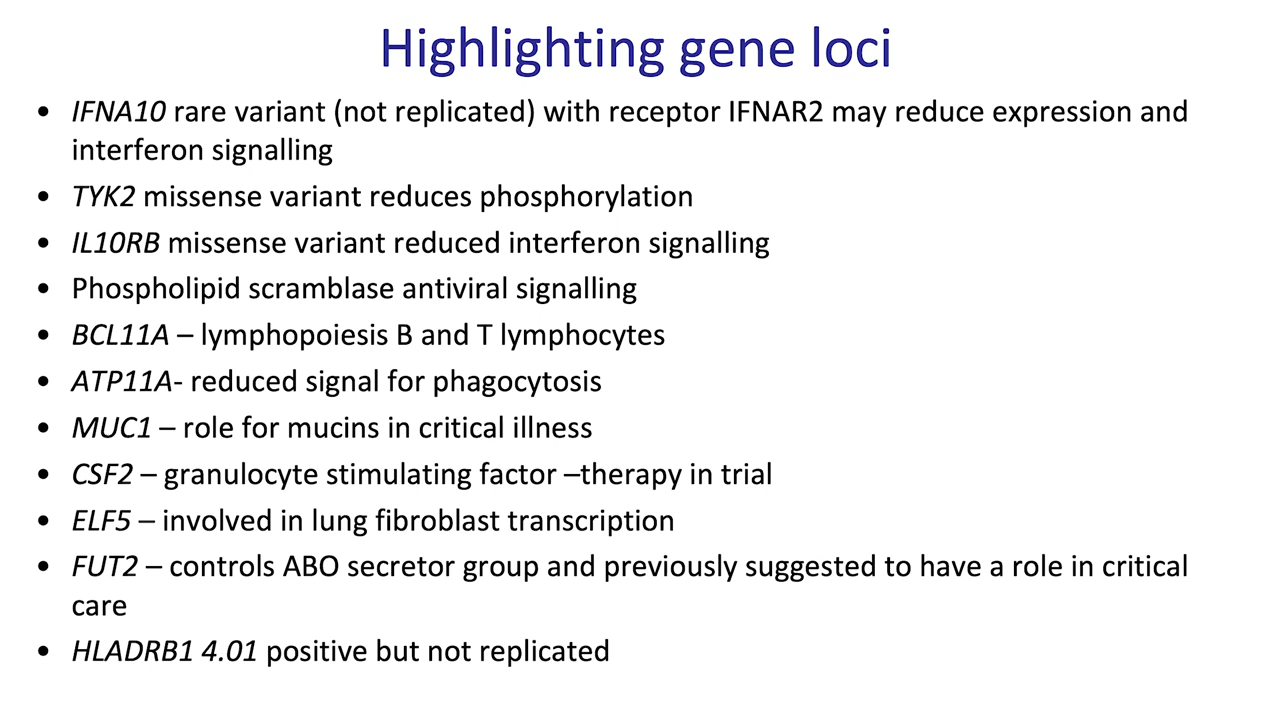 Highlighting gene loci
• IFNA10 rare variant (not replicated) with receptor IFNAR2 may reduce expression and
interferon signalling
• TYK2 missense variant reduces phosphorylation
• IL10RB missense variant reduced interferon signalling
• Phospholipid scramblase antiviral signalling
• BCL11A – lymphopoiesis B and T lymphocytes
• ATP11A- reduced signal for phagocytosis
• MUC1 – role for mucins in critical illness
• CSF2 – granulocyte stimulating factor –therapy in trial
• ELF5 – involved in lung fibroblast transcription
• FUT2 – controls ABO secretor group and previously suggested to have a role in critical
care
• HLADRB1 4.01 positive but not replicated